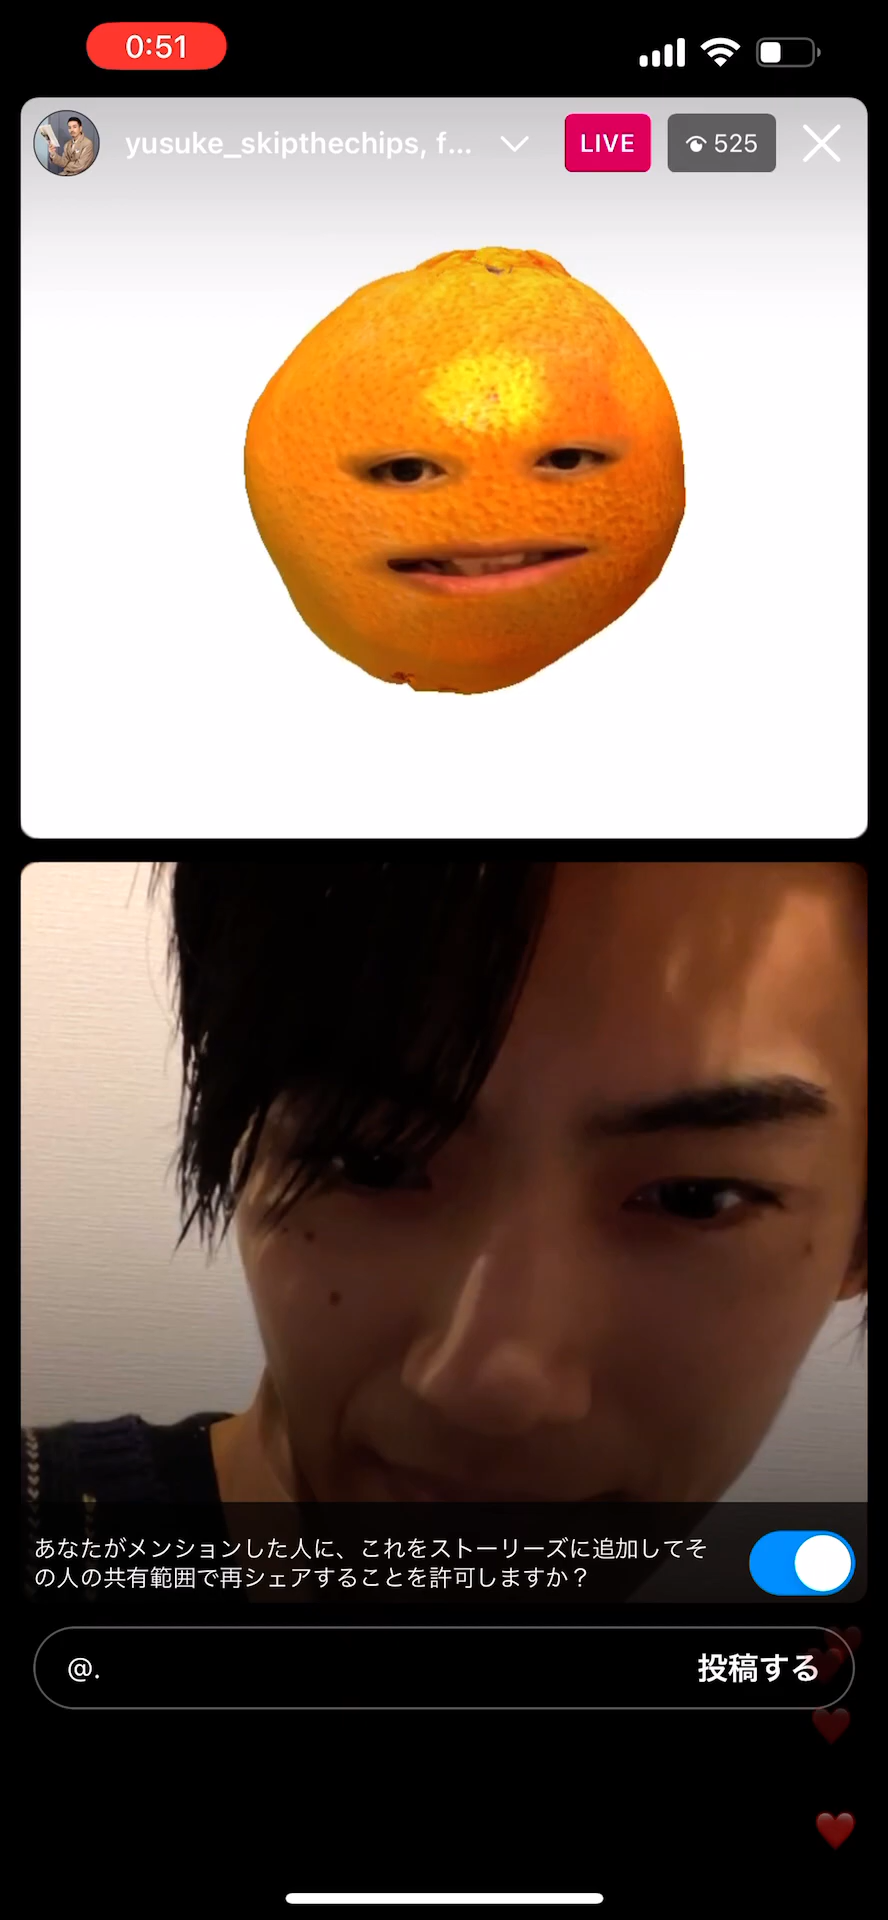 0:51
yusuke_skipthechips, f...
LIVE
525
あなたがメンションした人に、これをストーリーズに追加してそ
の人の共有範囲で再シェアすることを許可しますか？
@.
投稿する